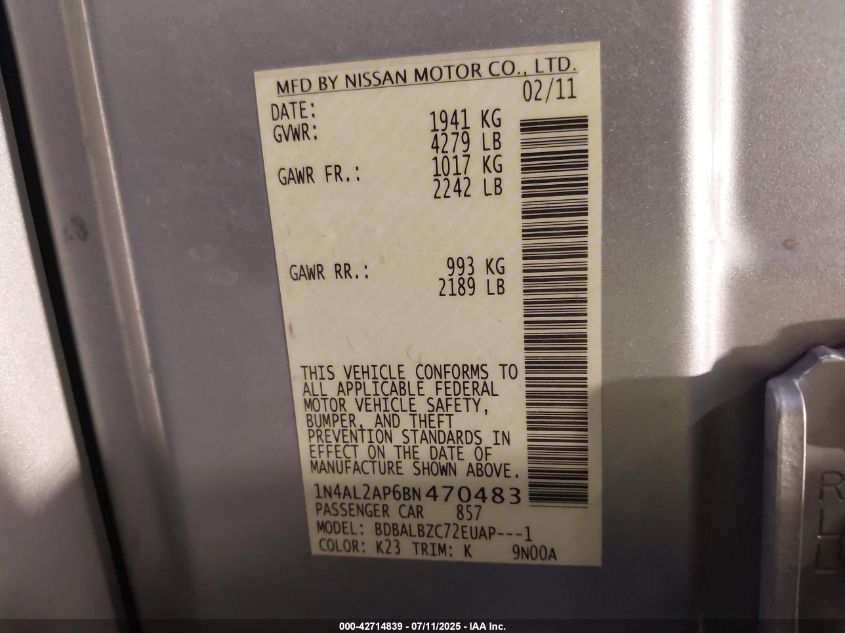 MFD BY NISSAN MOTOR CO., LTD.
DATE: 02/11
GVWR: 1941 KG
4279 LB
GAWR FR.: 1017 KG
2242 LB
GAWR RR.: 993 KG
2189 LB
THIS VEHICLE CONFORMS TO
ALL APPLICABLE FEDERAL
MOTOR VEHICLE SAFETY,
BUMPER, AND THEFT
PREVENTION STANDARDS IN
EFFECT ON THE DATE OF
MANUFACTURE SHOWN ABOVE.
1N4AL2AP6BN470483
PASSENGER CAR 857
MODEL: BDBALBZC72EUAP---1
COLOR: K23 TRIM: K 9N00A
000-42714839 - 07/11/2025 - IAA Inc.